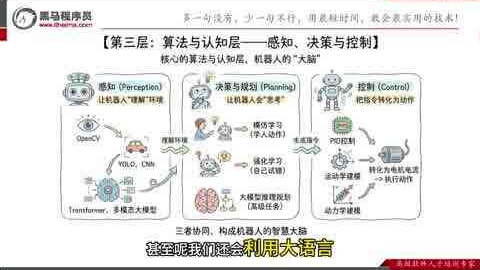 黑马程序员
www.itheima.com
多一句没有，少一句不行，用最短时间，教会最实用的技术！
【第三层：算法与认知层——感知、决策与控制】
核心的算法与认知层，机器人的“大脑”
感知 (Perception)
让机器人“理解”环境
OpenCV
YOLO, CNN
Transformer, 多模态大模型
理解环境
决策与规划 (Planning)
让机器人会“思考”
模仿学习
(学人动作)
强化学习
(自己试错)
大模型推理规划
(高级任务)
生成指令
控制 (Control)
把指令转化为动作
PID控制
运动学建模
动力学建模
转化为电机电流
→ 执行动作
三者协同，构成机器人的智慧大脑
甚至呢我们还会利用大语言
高级软件人才培训专家